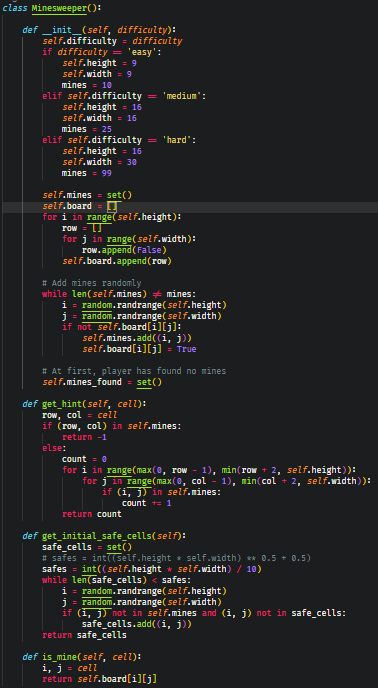 class Minesweeper():
    def __init__(self, difficulty):
        self.difficulty = difficulty
        if difficulty == 'easy':
            self.height = 9
            self.width = 9
            mines = 10
        elif self.difficulty == 'medium':
            self.height = 16
            self.width = 16
            mines = 25
        elif self.difficulty == 'hard':
            self.height = 16
            self.width = 30
            mines = 99
        self.mines = set()
        self.board = []
        for i in range(self.height):
            row = []
            for j in range(self.width):
                row.append(False)
            self.board.append(row)
        # Add mines randomly
        while len(self.mines) != mines:
            i = random.randrange(self.height)
            j = random.randrange(self.width)
            if not self.board[i][j]:
                self.mines.add((i, j))
                self.board[i][j] = True
        # At first, player has found no mines
        self.mines_found = set()
    def get_hint(self, cell):
        row, col = cell
        if (row, col) in self.mines:
            return -1
        else:
            count = 0
            for i in range(max(0, row - 1), min(row + 2, self.height)):
                for j in range(max(0, col - 1), min(col + 2, self.width)):
                    if (i, j) in self.mines:
                        count += 1
            return count
    def get_initial_safe_cells(self):
        safe_cells = set()
        # safes = int((self.height * self.width) ** 0.5 + 0.5)
        safes = int((self.height * self.width) / 10)
        while len(safe_cells) < safes:
            i = random.randrange(self.height)
            j = random.randrange(self.width)
            if (i, j) not in self.mines and (i, j) not in safe_cells:
                safe_cells.add((i, j))
        return safe_cells
    def is_mine(self, cell):
        i, j = cell
        return self.board[i][j]